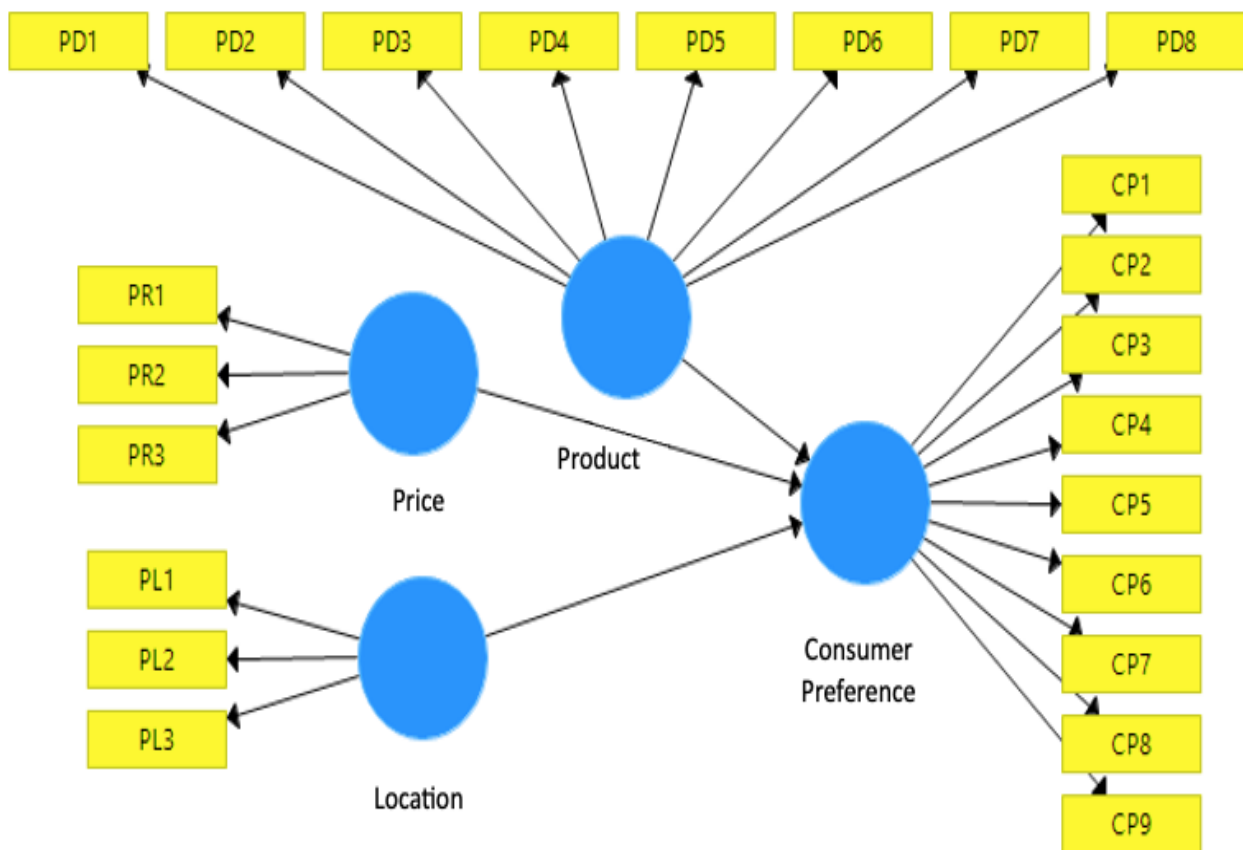 PD1
PD2
PD3
PD4
PD5
PD6
PD7
PD8
CP1
CP2
CP3
CP4
CP5
CP6
CP7
CP8
CP9
PR1
PR2
PR3
Product
Price
PL1
PL2
PL3
Consumer
Preference
Location